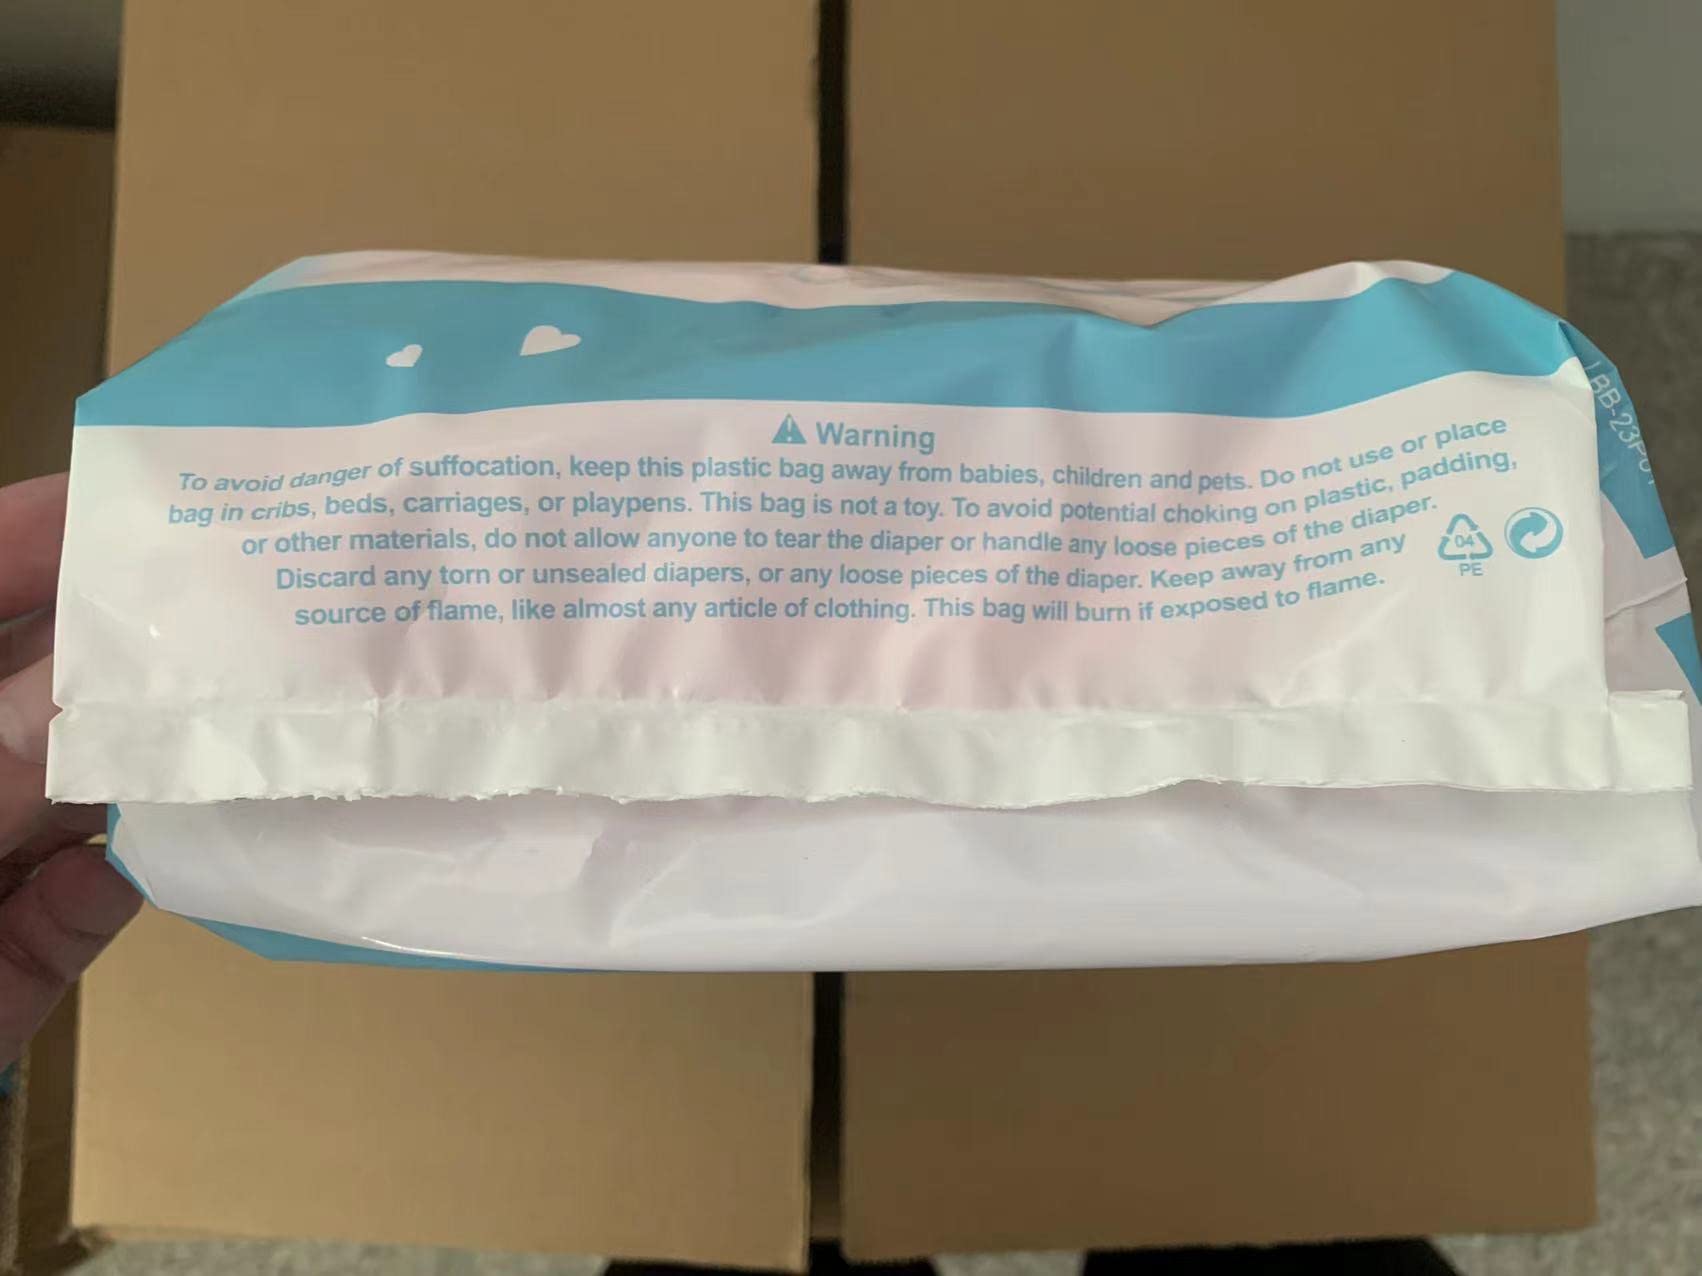 Warning
To avoid danger of suffocation, keep this plastic bag away from babies, children and pets. Do not use or place
bag in cribs, beds, carriages, or playpens. This bag is not a toy. To avoid potential choking on plastic, padding,
or other materials, do not allow anyone to tear the diaper or handle any loose pieces of the diaper.
Discard any torn or unsealed diapers, or any loose pieces of the diaper. Keep away from any
source of flame, like almost any article of clothing. This bag will burn if exposed to flame.
04
PE